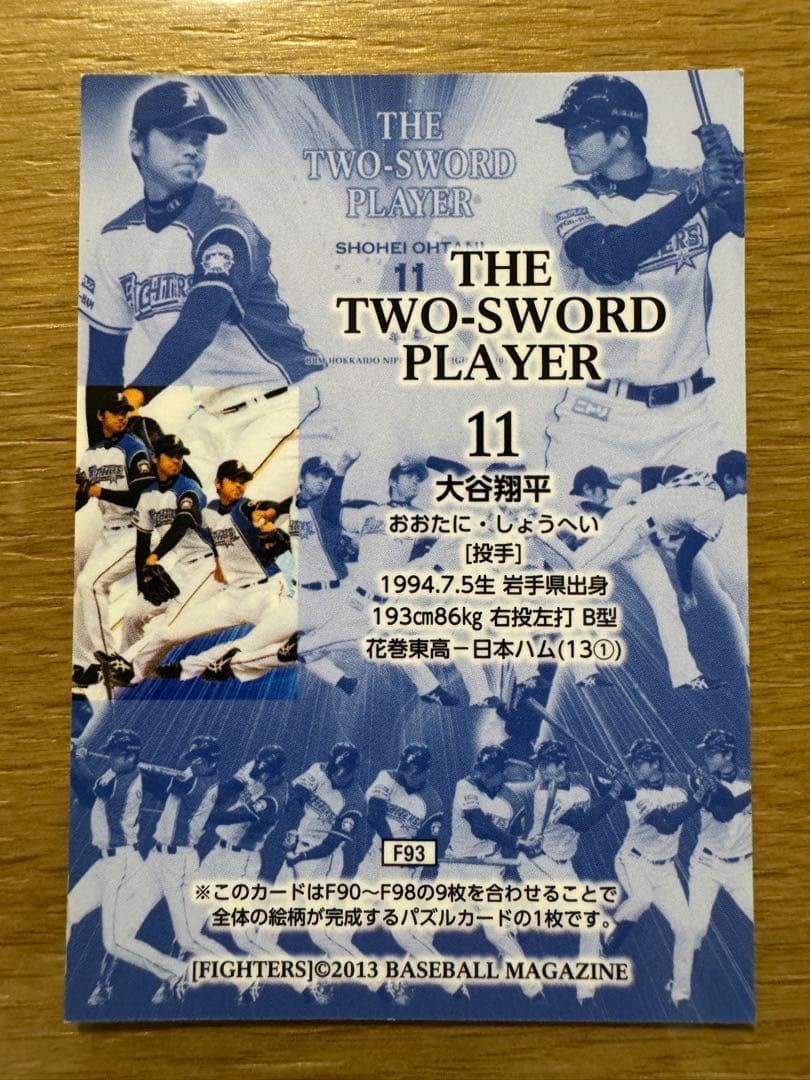 THE
TWO-SWORD
PLAYER
SHOHEI OHTANI
11
THE
TWO-SWORD
PLAYER
11
大谷翔平
おおたに・しょうへい
[投手]
1994.7.5生 岩手県出身
193㎝86㎏ 右投左打 B型
花巻東高－日本ハム(13①)
FIGHTERS
F93
※このカードはF90～F98の9枚を合わせることで
全体の絵柄が完成するパズルカードの1枚です。
[FIGHTERS]©2013 BASEBALL MAGAZINE